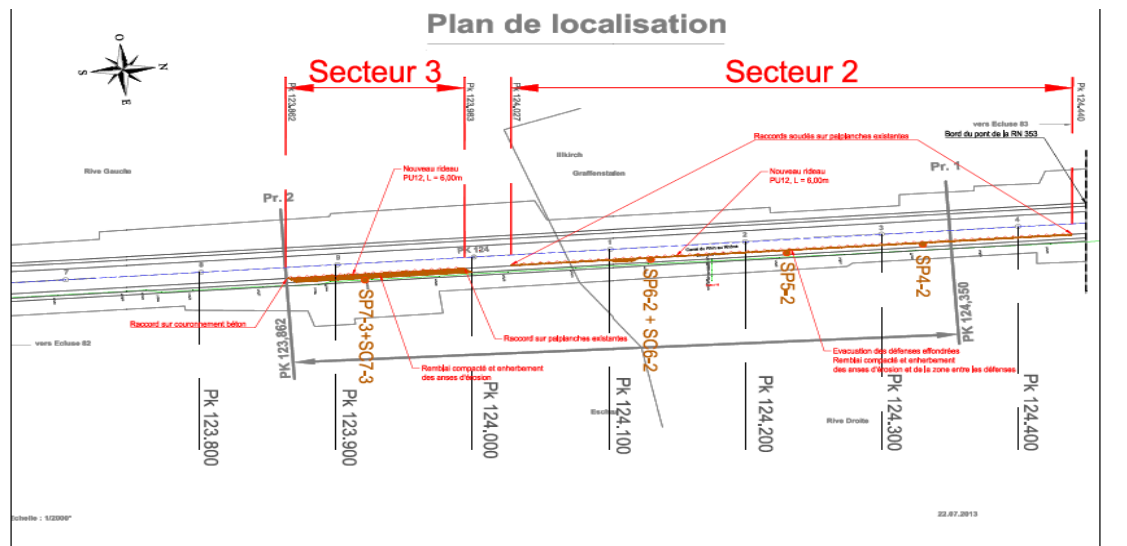 Plan de localisation
O
N
S
E
Secteur 3
Secteur 2
Pk 123,862
Pk 123,983
Pk 124,027
Pk 124,440
vers Ecluse 83
Bord du pont de la RN 353
Raccords soudés sur palplanches existantes
Illkirch
Graffenstaden
Rive Gauche
Nouveau rideau
PU12, L = 6,00m
Nouveau rideau
PU12, L = 6,00m
Pr. 2
Pr. 1
7
8
9
PK 124
1
2
3
4
SP7-3+SC7-3
SP6-2 + SC6-2
SP5-2
SP4-2
Raccord sur couronnement béton
Raccord sur palplanches existantes
vers Ecluse 82
PK 123,862
PK 124,350
Remblai compacté et enherbement
des anses d'érosion
Evacuation des défenses effondrées
Remblai compacté et enherbement
des anses d'érosion et de la zone entre les défenses
Rive Droite
Pk 123.800
Pk 123.900
Pk 124,000
Pk 124.100
Pk 124,200
Pk 124.300
Pk 124.400
Echelle : 1/2000°
22.07.2013